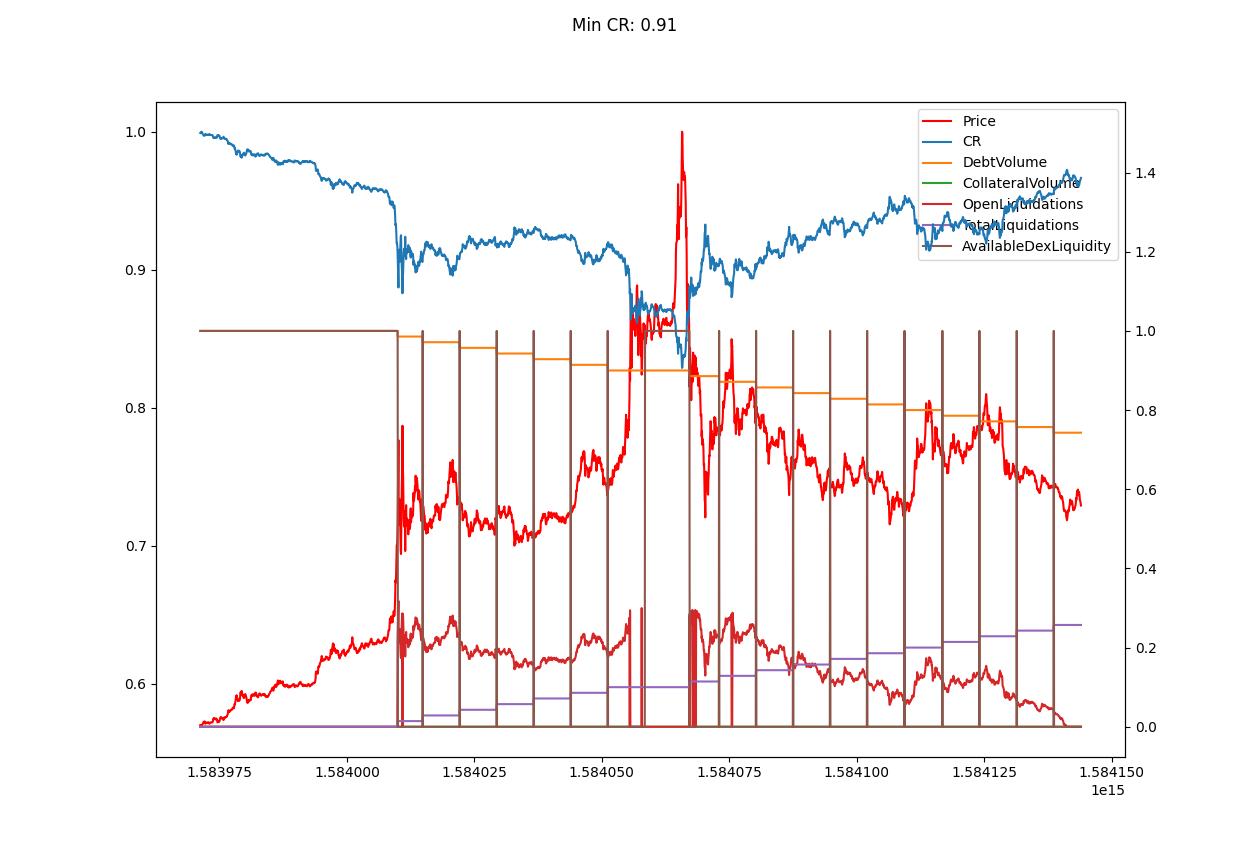 Min CR: 0.91
1.0
0.9
0.8
0.7
0.6
Price
CR
DebtVolume
CollateralVolume
OpenLiquidations
TotalLiquidations
AvailableDexLiquidity
1.4
1.2
1.0
0.8
0.6
0.4
0.2
0.0
1.583975 1.584000 1.584025 1.584050 1.584075 1.584100 1.584125 1.584150
1e15